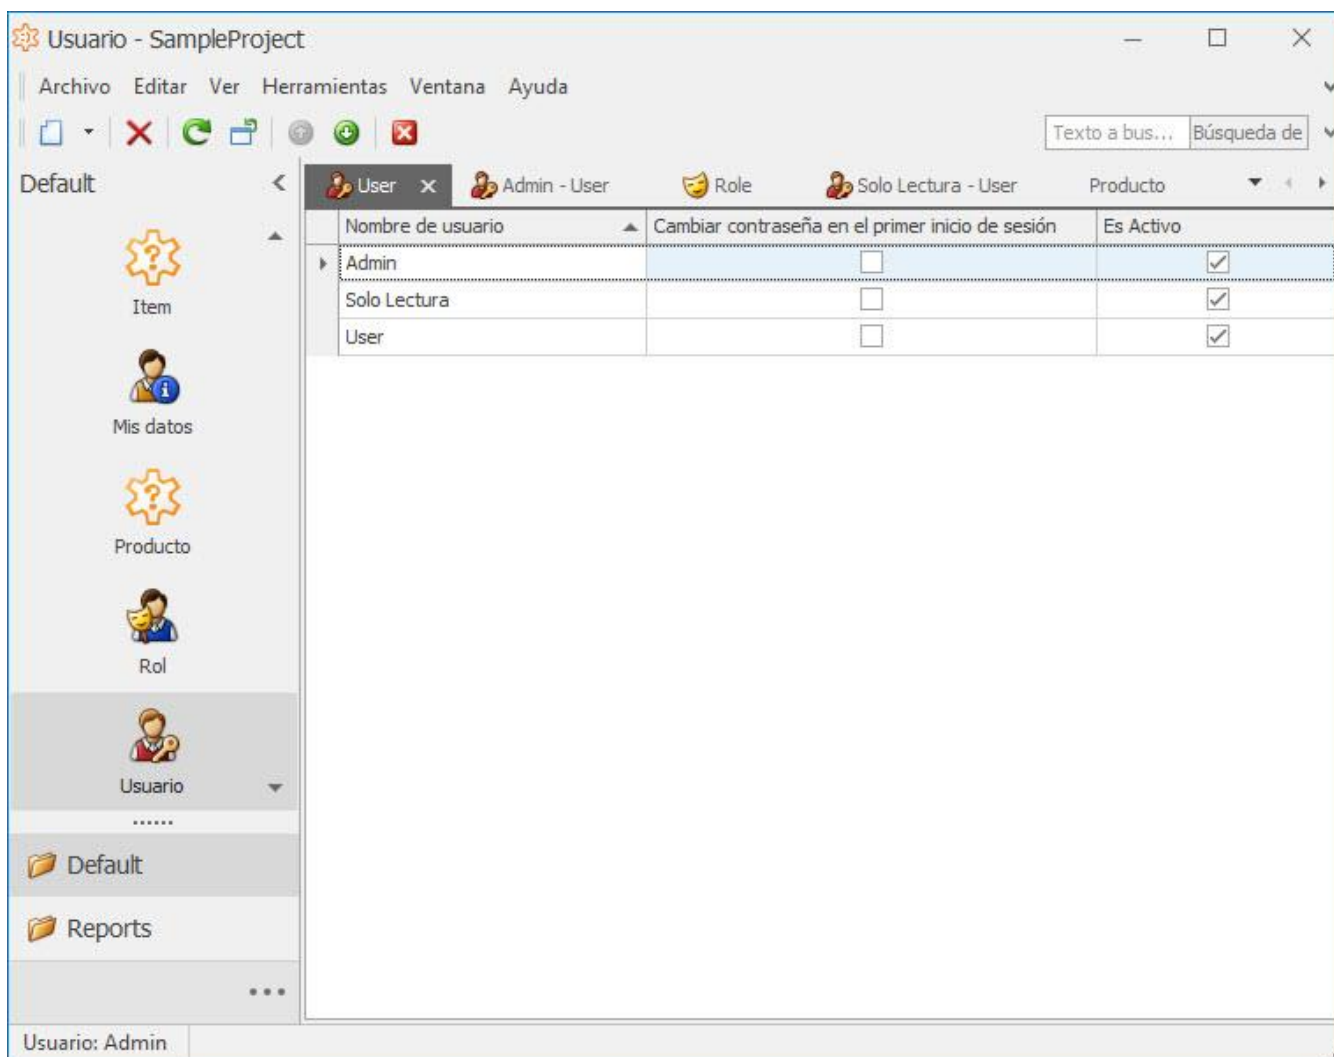 Usuario - SampleProject
Archivo Editar Ver Herramientas Ventana Ayuda
Texto a bus... Búsqueda de
Default
User Admin - User Role Solo Lectura - User Producto
Nombre de usuario Cambiar contraseña en el primer inicio de sesión Es Activo
Admin
Solo Lectura
User
Item
Mis datos
Producto
Rol
Usuario
Default
Reports
Usuario: Admin